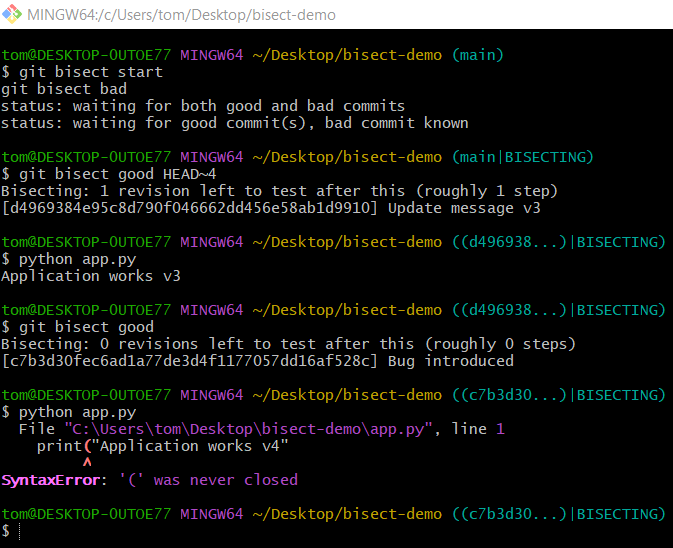 MINGW64:/c/Users/tom/Desktop/bisect-demo
tom@DESKTOP-OUTOE77 MINGW64 ~/Desktop/bisect-demo (main)
$ git bisect start
git bisect bad
status: waiting for both good and bad commits
status: waiting for good commit(s), bad commit known
tom@DESKTOP-OUTOE77 MINGW64 ~/Desktop/bisect-demo (main|BISECTING)
$ git bisect good HEAD~4
Bisecting: 1 revision left to test after this (roughly 1 step)
[d4969384e95c8d790f046662dd456e58ab1d9910] Update message v3
tom@DESKTOP-OUTOE77 MINGW64 ~/Desktop/bisect-demo ((d496938...)|BISECTING)
$ python app.py
Application works v3
tom@DESKTOP-OUTOE77 MINGW64 ~/Desktop/bisect-demo ((d496938...)|BISECTING)
$ git bisect good
Bisecting: 0 revisions left to test after this (roughly 0 steps)
[c7b3d30fec6ad1a77de3d4f1177057dd16af528c] Bug introduced
tom@DESKTOP-OUTOE77 MINGW64 ~/Desktop/bisect-demo ((c7b3d30...)|BISECTING)
$ python app.py
  File "C:\Users\tom\Desktop\bisect-demo\app.py", line 1
    print("Application works v4"
         ^
SyntaxError: '(' was never closed
tom@DESKTOP-OUTOE77 MINGW64 ~/Desktop/bisect-demo ((c7b3d30...)|BISECTING)
$